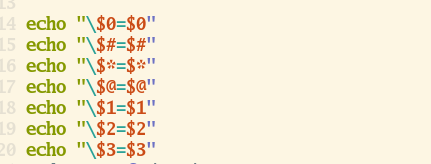 13
14 echo "\$0=$0"
15 echo "\$#=$#"
16 echo "\$*=$*"
17 echo "\$@=$@"
18 echo "\$1=$1"
19 echo "\$2=$2"
20 echo "\$3=$3"